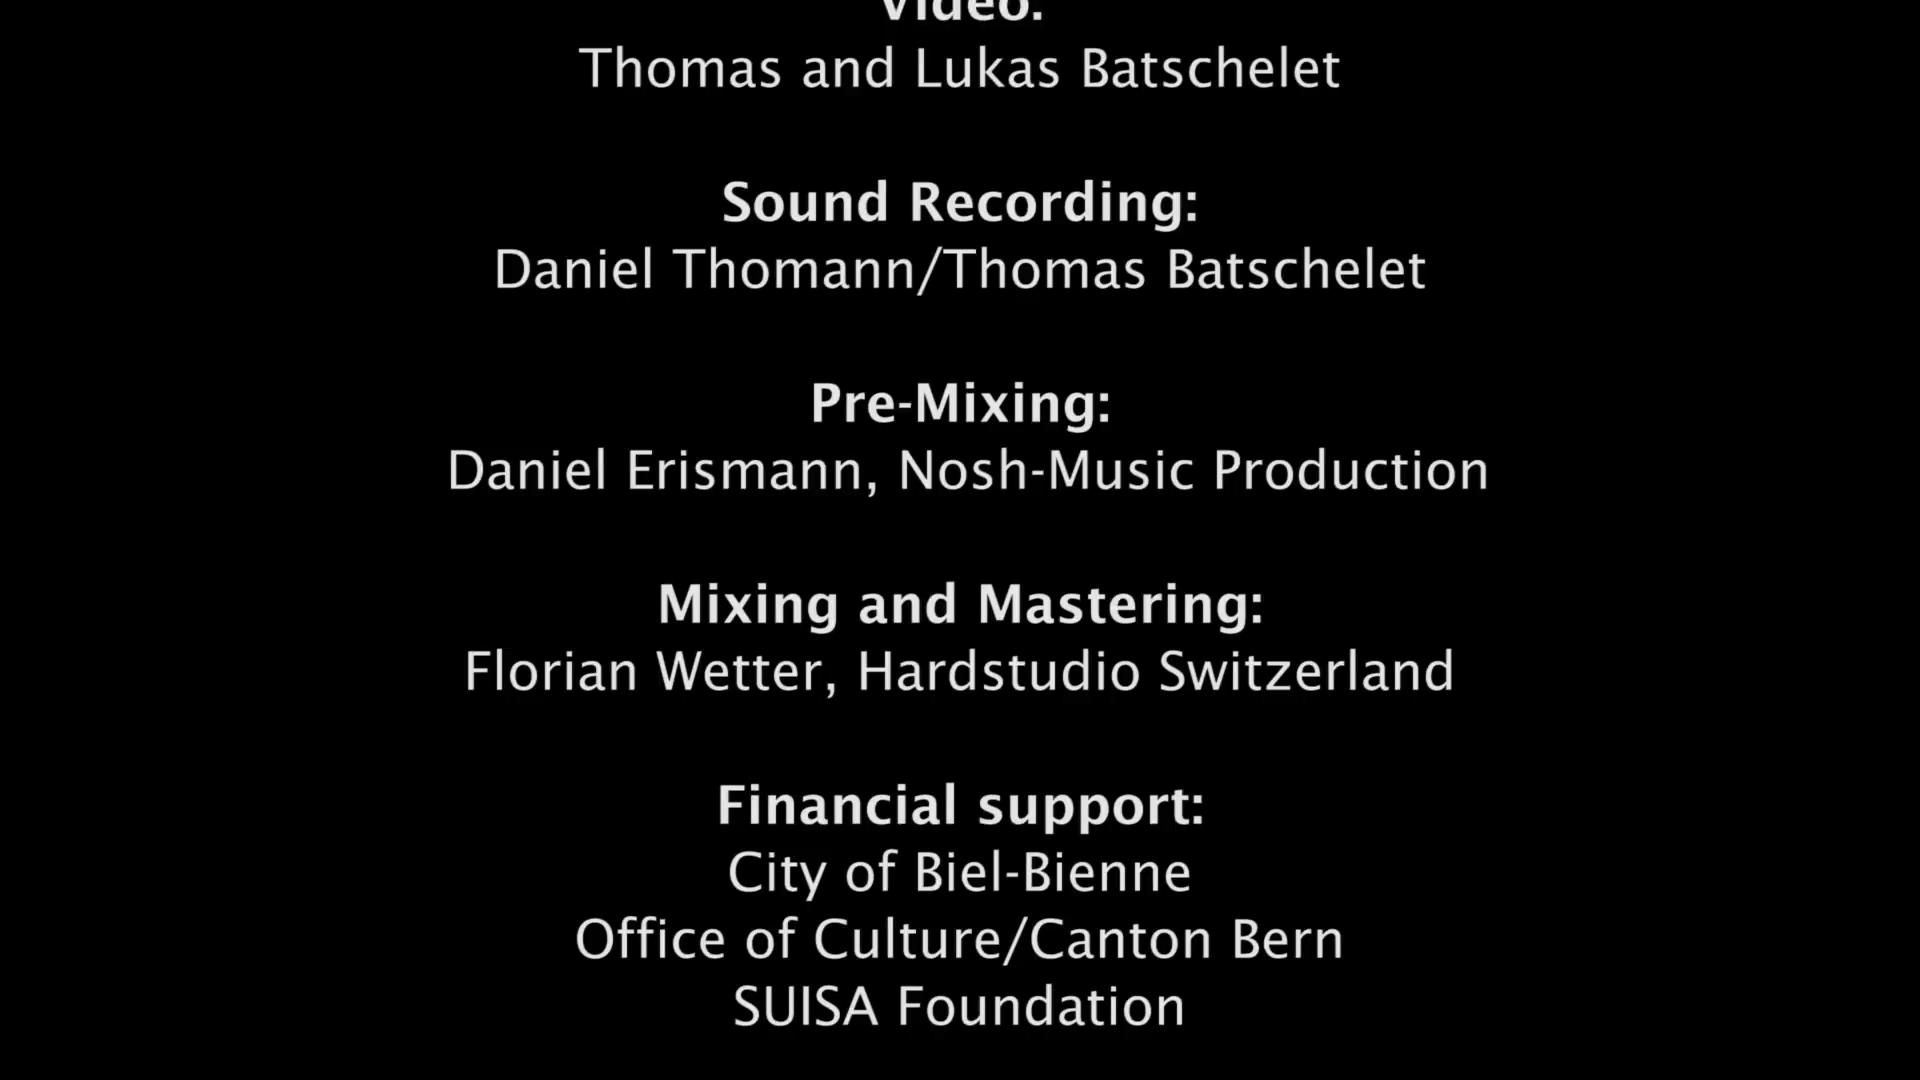 Video:
Thomas and Lukas Batschelet
Sound Recording:
Daniel Thomann/Thomas Batschelet
Pre-Mixing:
Daniel Erismann, Nosh-Music Production
Mixing and Mastering:
Florian Wetter, Hardstudio Switzerland
Financial support:
City of Biel-Bienne
Office of Culture/Canton Bern
SUISA Foundation